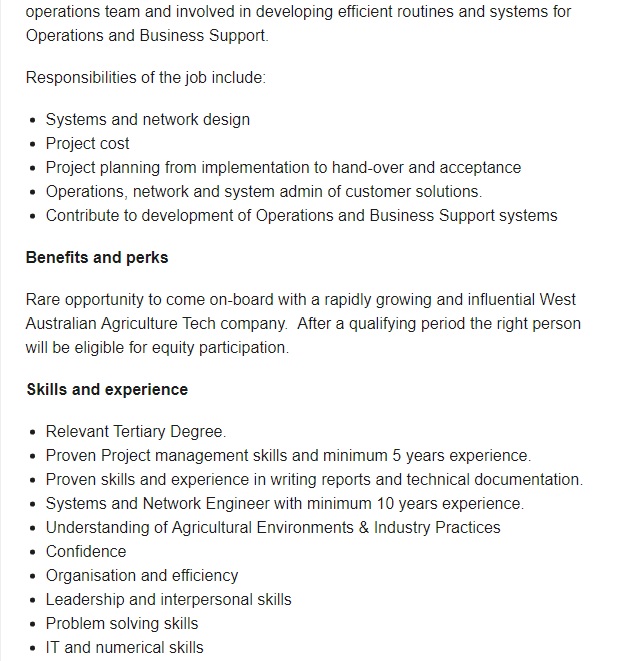 operations team and involved in developing efficient routines and systems for
Operations and Business Support.
Responsibilities of the job include:
• Systems and network design
• Project cost
• Project planning from implementation to hand-over and acceptance
• Operations, network and system admin of customer solutions.
• Contribute to development of Operations and Business Support systems
Benefits and perks
Rare opportunity to come on-board with a rapidly growing and influential West
Australian Agriculture Tech company.  After a qualifying period the right person
will be eligible for equity participation.
Skills and experience
• Relevant Tertiary Degree.
• Proven Project management skills and minimum 5 years experience.
• Proven skills and experience in writing reports and technical documentation.
• Systems and Network Engineer with minimum 10 years experience.
• Understanding of Agricultural Environments & Industry Practices
• Confidence
• Organisation and efficiency
• Leadership and interpersonal skills
• Problem solving skills
• IT and numerical skills